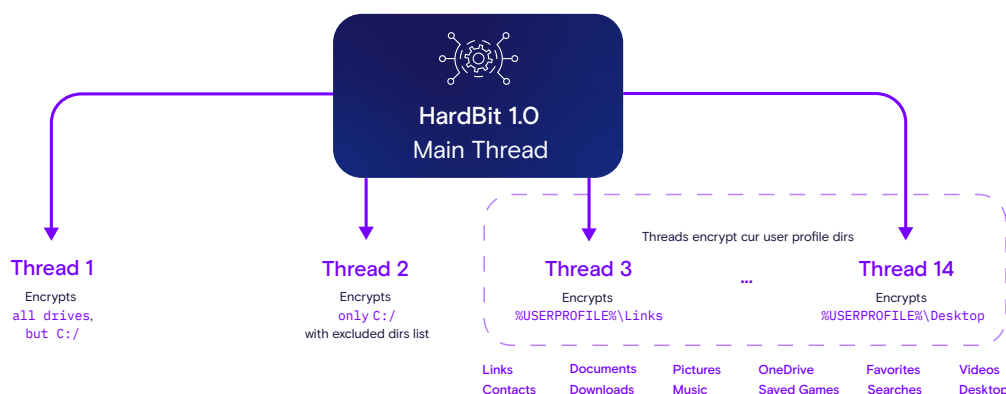 HardBit 1.0
Main Thread
Threads encrypt cur user profile dirs
Thread 1
Encrypts
all drives,
but C:/
Thread 2
Encrypts
only C:/
with excluded dirs list
Thread 3
Encrypts
%USERPROFILE%\Links
...
Thread 14
Encrypts
%USERPROFILE%\Desktop
Links Documents Pictures OneDrive Favorites Videos
Contacts Downloads Music Saved Games Searches Desktop